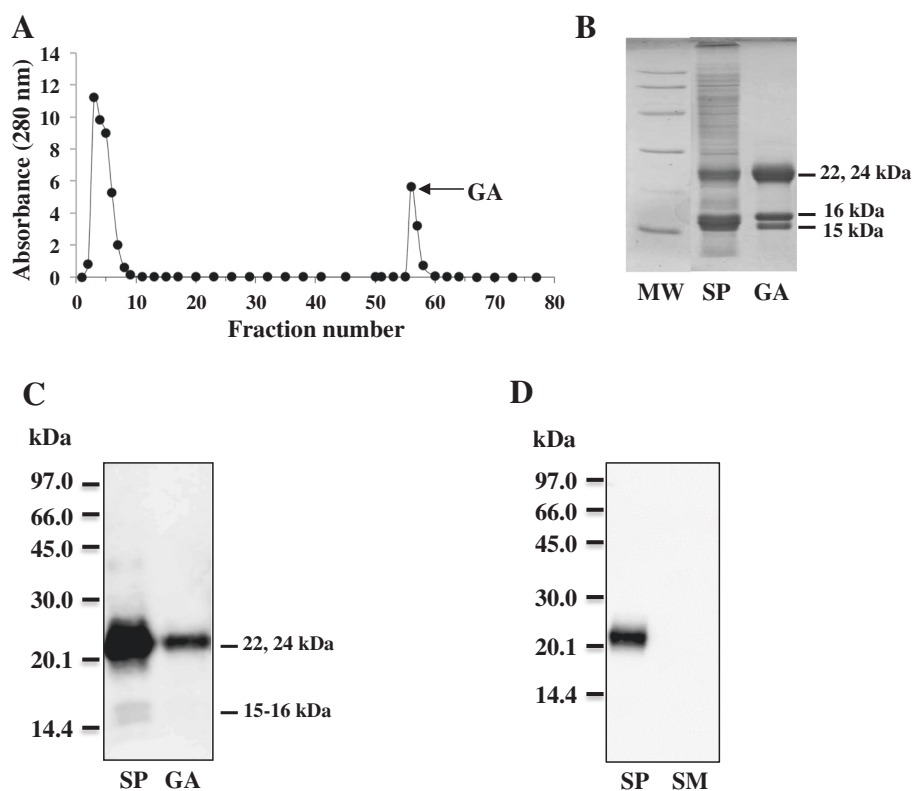 A
Absorbance (280 nm)
14
12
10
8
6
4
2
0
GA
0 10 20 30 40 50 60 70 80
Fraction number
B
22, 24 kDa
16 kDa
15 kDa
MW SP GA
C
kDa
97.0
66.0
45.0
30.0
20.1
14.4
22, 24 kDa
15-16 kDa
SP GA
D
kDa
97.0
66.0
45.0
30.0
20.1
14.4
SP SM